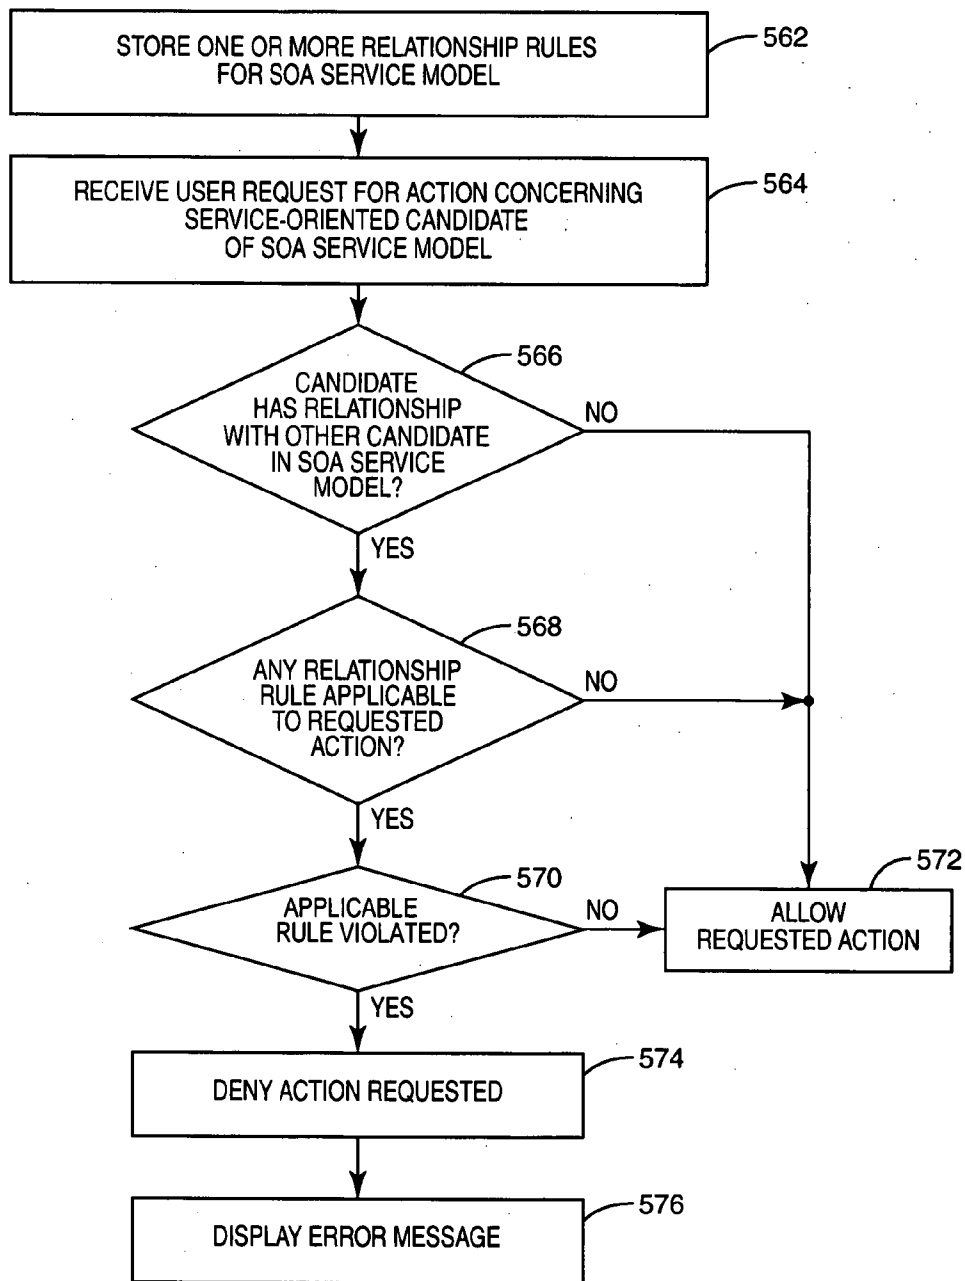 STORE ONE OR MORE RELATIONSHIP RULES
FOR SOA SERVICE MODEL
562
RECEIVE USER REQUEST FOR ACTION CONCERNING
SERVICE-ORIENTED CANDIDATE
OF SOA SERVICE MODEL
564
566
CANDIDATE
HAS RELATIONSHIP
WITH OTHER CANDIDATE
IN SOA SERVICE
MODEL?
NO
YES
568
ANY RELATIONSHIP
RULE APPLICABLE
TO REQUESTED
ACTION?
NO
YES
570
APPLICABLE
RULE VIOLATED?
NO
572
ALLOW
REQUESTED ACTION
YES
574
DENY ACTION REQUESTED
576
DISPLAY ERROR MESSAGE